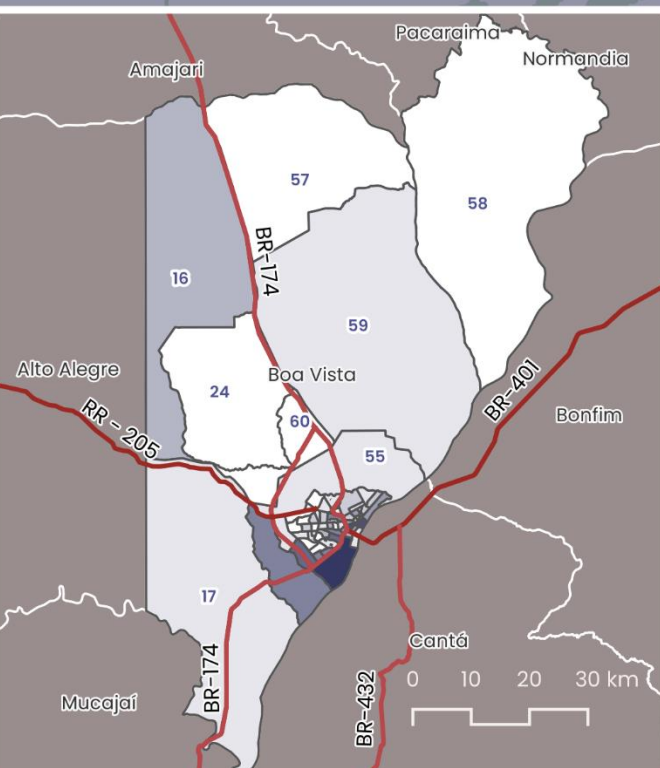 Pacaraima
Normandia
Amajari
57
58
BR-174
16
59
Alto Alegre
Boa Vista
24
BR-401
60
Bonfim
RR - 205
55
17
Cantá
BR-174
BR-432
0 10 20 30 km
Mucajaí